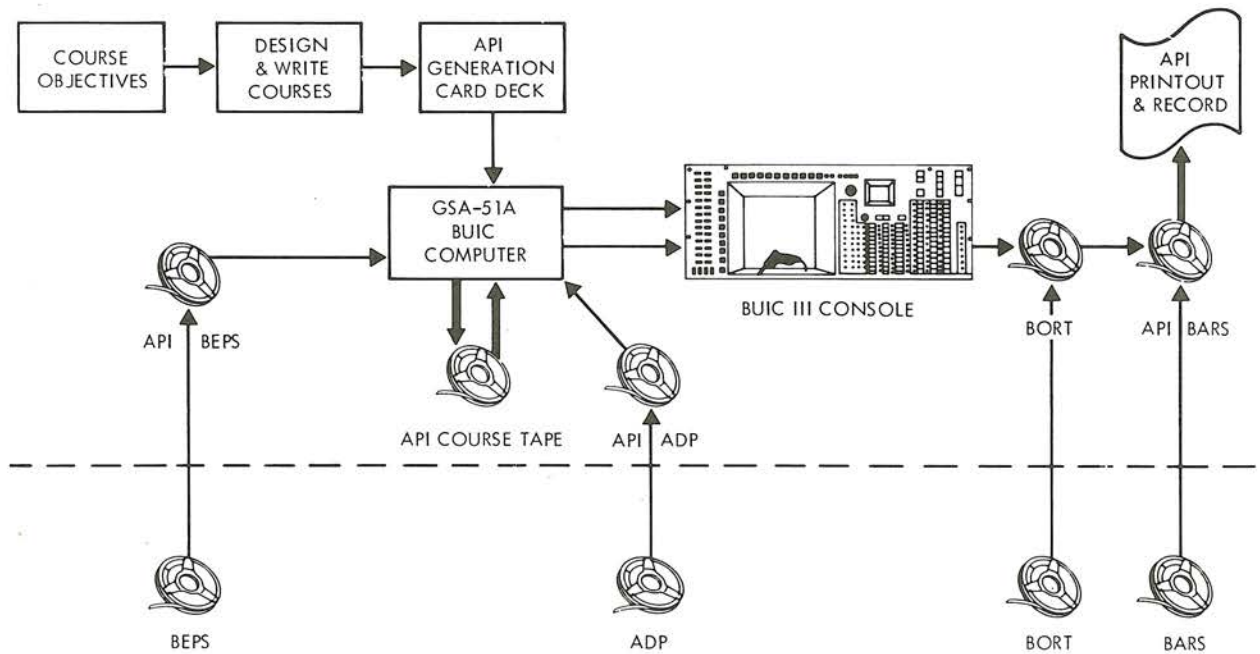 COURSE
OBJECTIVES
DESIGN
& WRITE
COURSES
API
GENERATION
CARD DECK
API
PRINTOUT
& RECORD
GSA-51A
BUIC
COMPUTER
BUIC III CONSOLE
API BEPS
API COURSE TAPE
API ADP
BORT
API BARS
BEPS
ADP
BORT
BARS